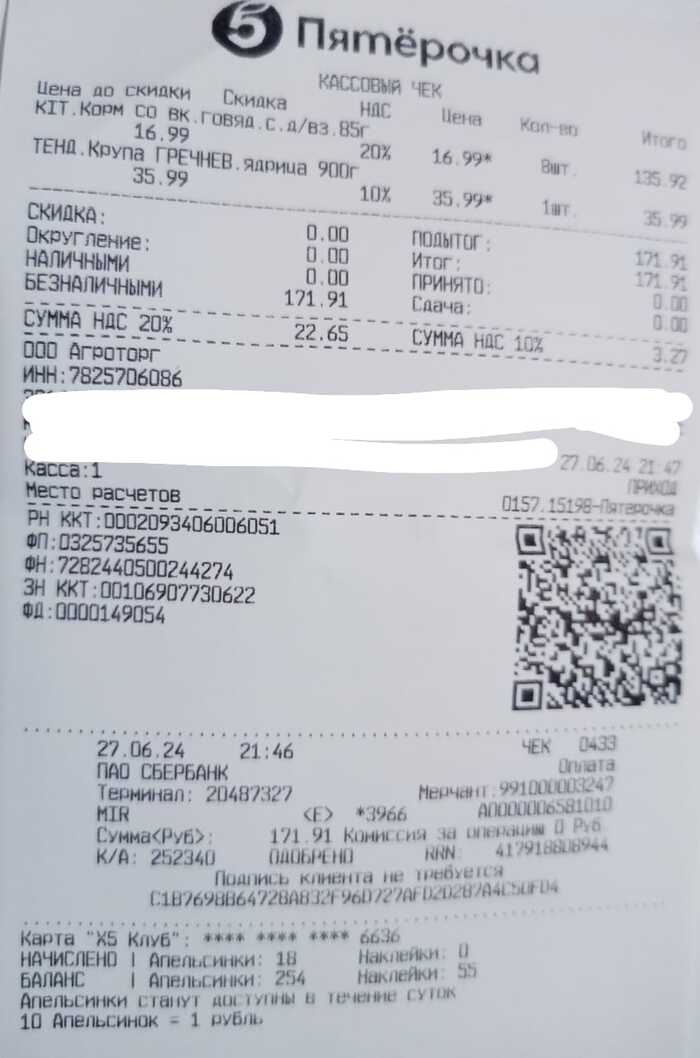 5 Пятёрочка
КАССОВЫЙ ЧЕК
Цена до скидки Скидка НДС Цена Кол-во Итого
KIT.Корм СО ВК.ГОВЯД.С.Д/ВЗ.85г
16.99 20% 16.99* 8шт. 135.92
ТЕНД.Крупа ГРЕЧНЕВ.ядрица 900г
35.99 10% 35.99* 1шт. 35.99
СКИДКА: 0.00 ПОДЫТОГ: 171.91
Округление: 0.00 Итог: 171.91
НАЛИЧНЫМИ 0.00 ПРИНЯТО: 0.00
БЕЗНАЛИЧНЫМИ 171.91 Сдача: 0.00
СУММА НДС 20% 22.65 СУММА НДС 10% 3.27
ООО Агроторг
ИНН:7825706086
27.06.24 21:47
Касса:1 ПРИХОД
Место расчетов 0157.15198-Пятерочка
РН ККТ:0002093406006051
ФП:0325735655
ФН:7282440500244274
ЗН ККТ:00106907730622
ФД:0000149054
27.06.24 21:46 ЧЕК 0433
ПАО СБЕРБАНК Оплата
Терминал: 20487327 Мерчант:991000003247
MIR <E> *3966 A0000006581010
Сумма<Руб>: 171.91 Комиссия за операцию 0 Руб.
К/А: 252340 ОДОБРЕНО RRN: 417918808944
Подпись клиента не требуется
C1B7698B64728A832F96D727AFD2D287A4C50FD4
Карта "X5 Клуб": **** **** **** 6636
НАЧИСЛЕНО | Апельсинки: 18 Наклейки: 0
БАЛАНС | Апельсинки: 254 Наклейки: 55
Апельсинки станут доступны в течение суток
10 Апельсинок = 1 рубль